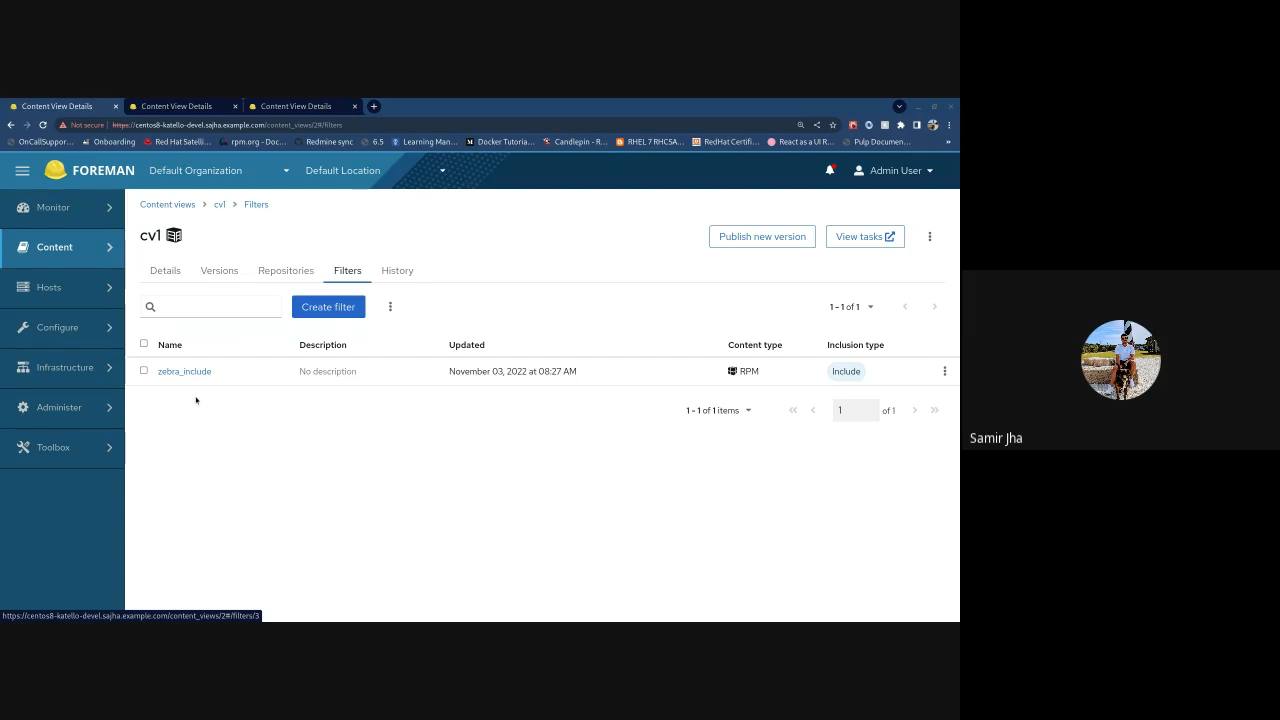 Content View Details
Content View Details
Content View Details
Not secure https://centos8-katello-devel.sajha.example.com/content_views/2#/filters
OnCallSuppor... Onboarding Red Hat Satelli... rpm.org - Doc... Redmine sync 6.5 Learning Man... Docker Tutoria... Candlepin - R... RHEL 7 RHCSA... RedHat Certifi... React as a UI R... Pulp Documen... »
FOREMAN Default Organization Default Location Admin User
Monitor
Content
Hosts
Configure
Infrastructure
Administer
Toolbox
Content views > cv1 > Filters
cv1
Publish new version
View tasks
Details Versions Repositories Filters History
Create filter
1 - 1 of 1
Name Description Updated Content type Inclusion type
zebra_include No description November 03, 2022 at 08:27 AM RPM Include
1 - 1 of 1 items 1 of 1
https://centos8-katello-devel.sajha.example.com/content_views/2#/filters/3
Samir Jha